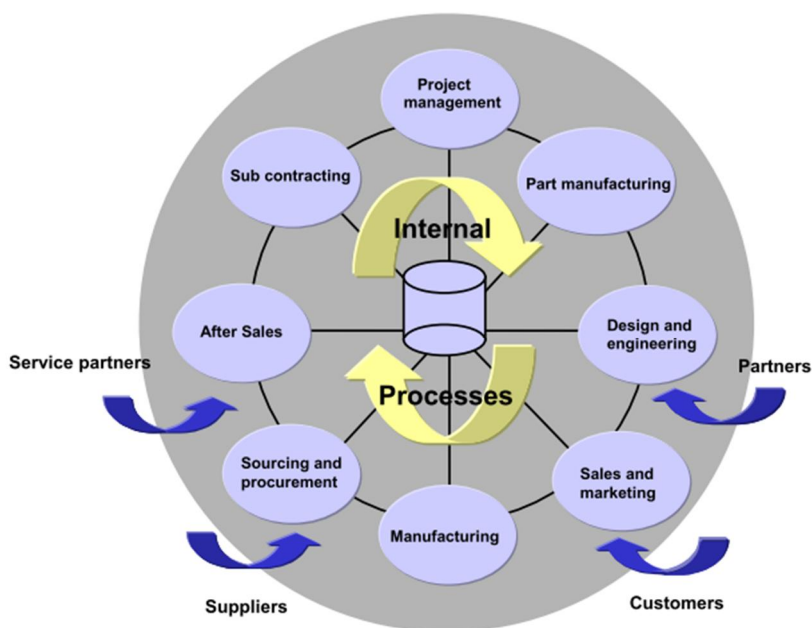 Project
management
Sub contracting
Part manufacturing
Internal
After Sales
Design and
engineering
Service partners
Partners
Processes
Sourcing and
procurement
Sales and
marketing
Manufacturing
Suppliers
Customers